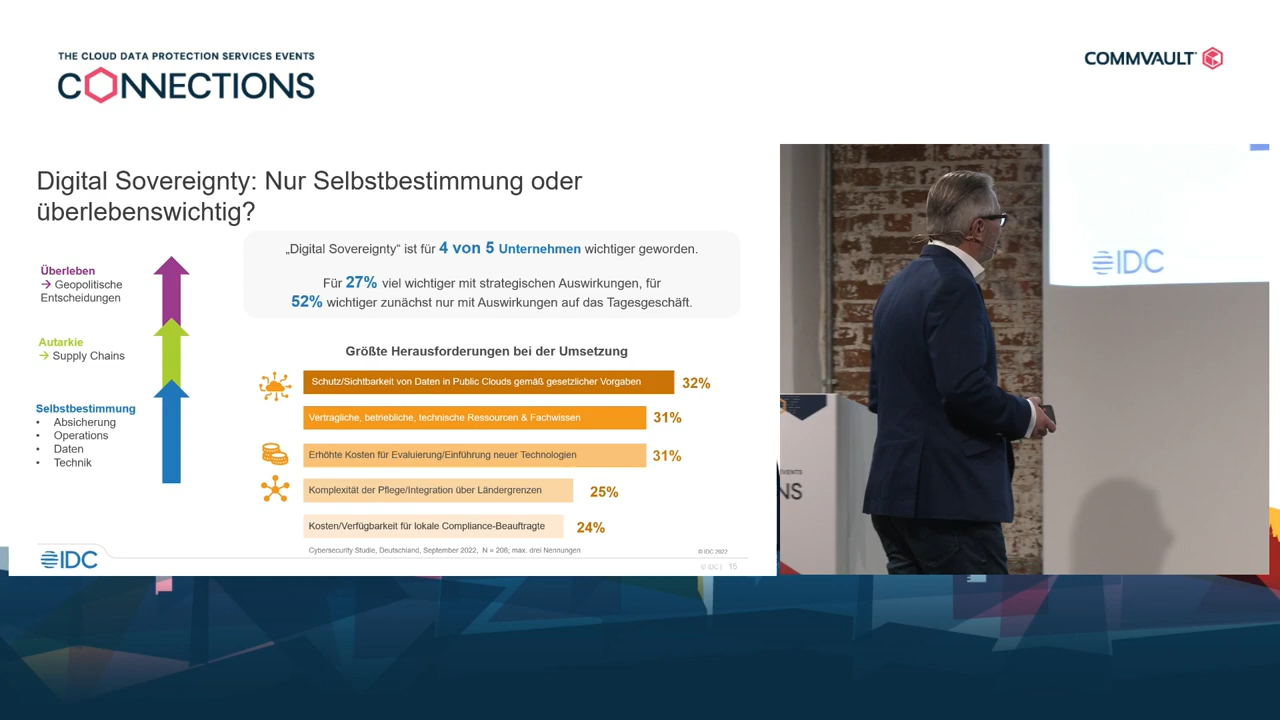 THE CLOUD DATA PROTECTION SERVICES EVENTS
CONNECTIONS
COMMVAULT
Digital Sovereignty: Nur Selbstbestimmung oder
überlebenswichtig?
„Digital Sovereignty“ ist für 4 von 5 Unternehmen wichtiger geworden.
Für 27% viel wichtiger mit strategischen Auswirkungen, für
52% wichtiger zunächst nur mit Auswirkungen auf das Tagesgeschäft.
Überleben
→ Geopolitische
Entscheidungen
Autarkie
→ Supply Chains
Selbstbestimmung
• Absicherung
• Operations
• Daten
• Technik
Größte Herausforderungen bei der Umsetzung
Schutz/Sichtbarkeit von Daten in Public Clouds gemäß gesetzlicher Vorgaben 32%
Vertragliche, betriebliche, technische Ressourcen & Fachwissen 31%
Erhöhte Kosten für Evaluierung/Einführung neuer Technologien 31%
Komplexität der Pflege/Integration über Ländergrenzen 25%
Kosten/Verfügbarkeit für lokale Compliance-Beauftragte 24%
Cybersecurity Studie, Deutschland, September 2022, N = 208; max. drei Nennungen
© IDC 2022
IDC
© IDC | 15
IDC
EVENTS
NS